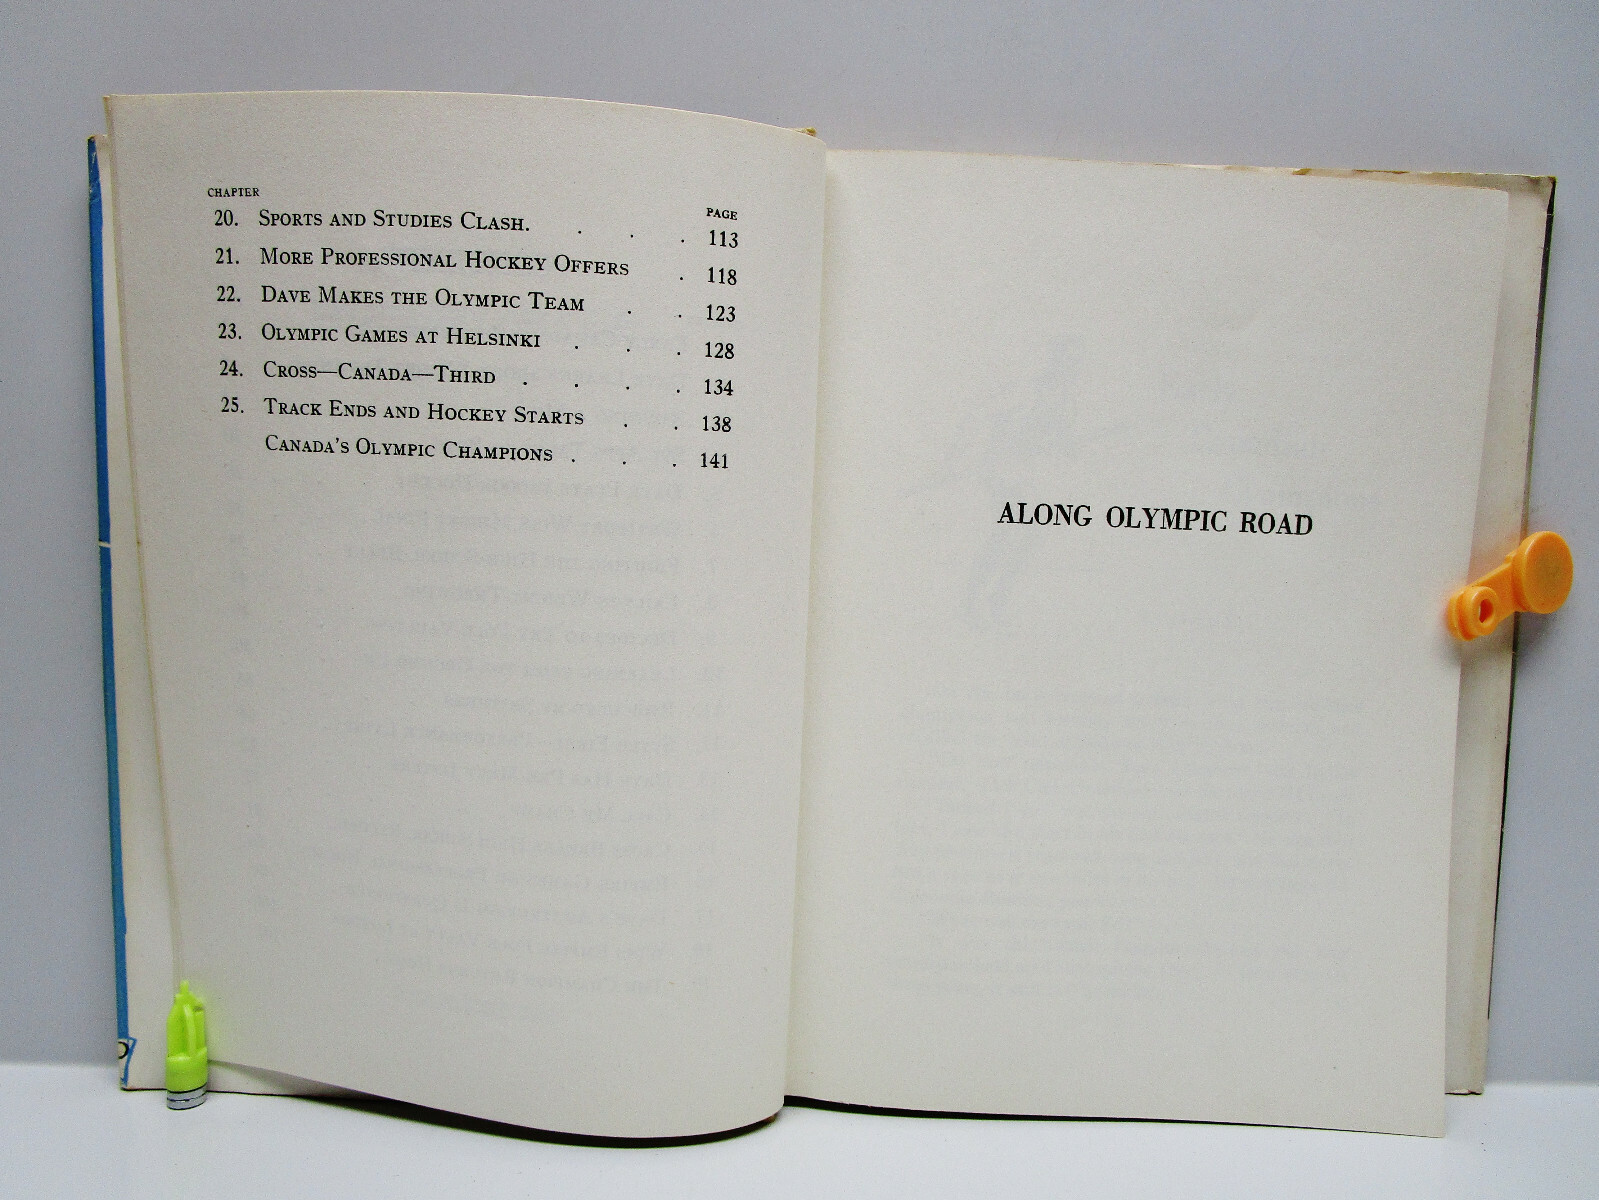 CHAPTER
PAGE
20. SPORTS AND STUDIES CLASH. . . . 113
21. MORE PROFESSIONAL HOCKEY OFFERS . 118
22. DAVE MAKES THE OLYMPIC TEAM . . 123
23. OLYMPIC GAMES AT HELSINKI . . . 128
24. CROSS—CANADA—THIRD . . . . 134
25. TRACK ENDS AND HOCKEY STARTS . . 138
CANADA'S OLYMPIC CHAMPIONS . . . 141
ALONG OLYMPIC ROAD